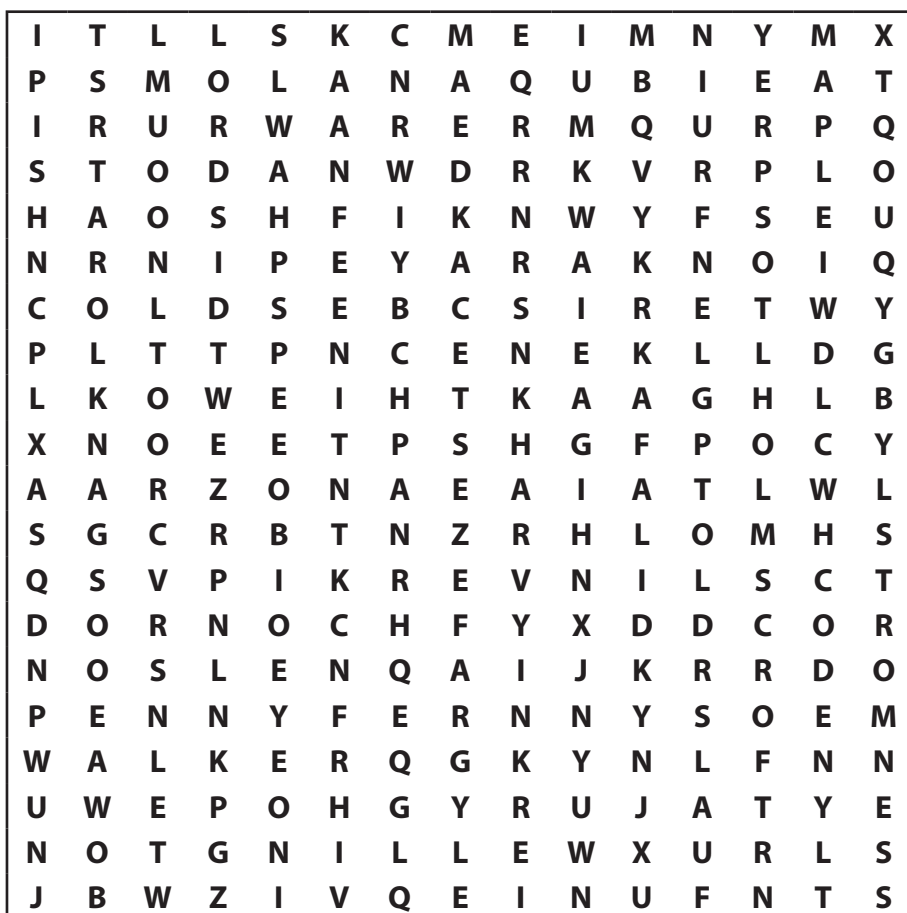 I T L L S K C M E I M N Y M X
P S M O L A N A Q U B I E A T
I R U R W A R E R M Q U R P Q
S T O D A N W D R K V R P L O
H A O S H F I K N W Y F S E U
N R N I P E Y A R A K N O I Q
C O L D S E B C S I R E T W Y
P L T T P N C E N E K L L D G
L K O W E I H T K A A G H L B
X N O E E T P S H G F P O C Y
A A R Z O N A E A I A T L W L
S G C R B T N Z R H L O M H S
Q S V P I K R E V N I L S C T
D O R N O C H F Y X D D C O R
N O S L E N Q A I J K R R D O
P E N N Y F E R N N Y S O E M
W A L K E R Q G K Y N L F N N
U W E P O H G Y R U J A T Y E
N O T G N I L L E W X U R L S
J B W Z I V Q E I N U F N T S